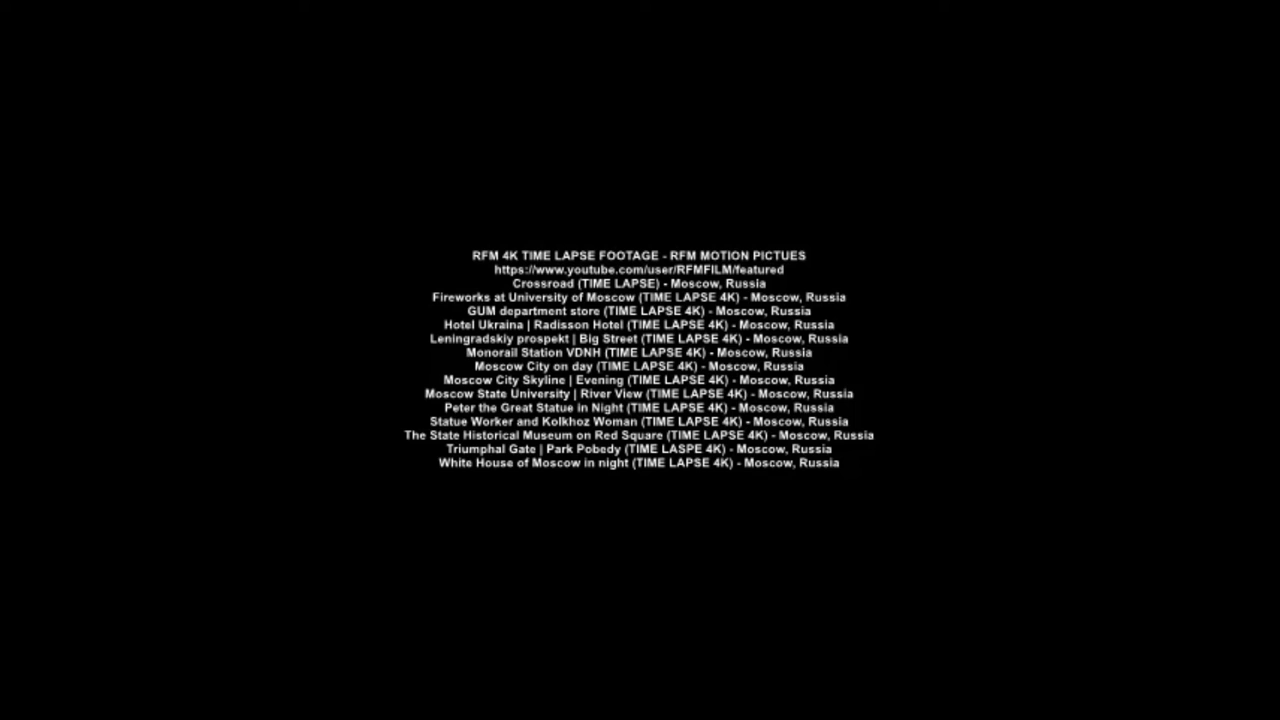 RFM 4K TIME LAPSE FOOTAGE - RFM MOTION PICTUES
https://www.youtube.com/user/RFMFILM/featured
Crossroad (TIME LAPSE) - Moscow, Russia
Fireworks at University of Moscow (TIME LAPSE 4K) - Moscow, Russia
GUM department store (TIME LAPSE 4K) - Moscow, Russia
Hotel Ukraina | Radisson Hotel (TIME LAPSE 4K) - Moscow, Russia
Leningradskiy prospekt | Big Street (TIME LAPSE 4K) - Moscow, Russia
Monorail Station VDNH (TIME LAPSE 4K) - Moscow, Russia
Moscow City on day (TIME LAPSE 4K) - Moscow, Russia
Moscow City Skyline | Evening (TIME LAPSE 4K) - Moscow, Russia
Moscow State University | River View (TIME LAPSE 4K) - Moscow, Russia
Peter the Great Statue in Night (TIME LAPSE 4K) - Moscow, Russia
Statue Worker and Kolkhoz Woman (TIME LAPSE 4K) - Moscow, Russia
The State Historical Museum on Red Square (TIME LAPSE 4K) - Moscow, Russia
Triumphal Gate | Park Pobedy (TIME LASPE 4K) - Moscow, Russia
White House of Moscow in night (TIME LAPSE 4K) - Moscow, Russia